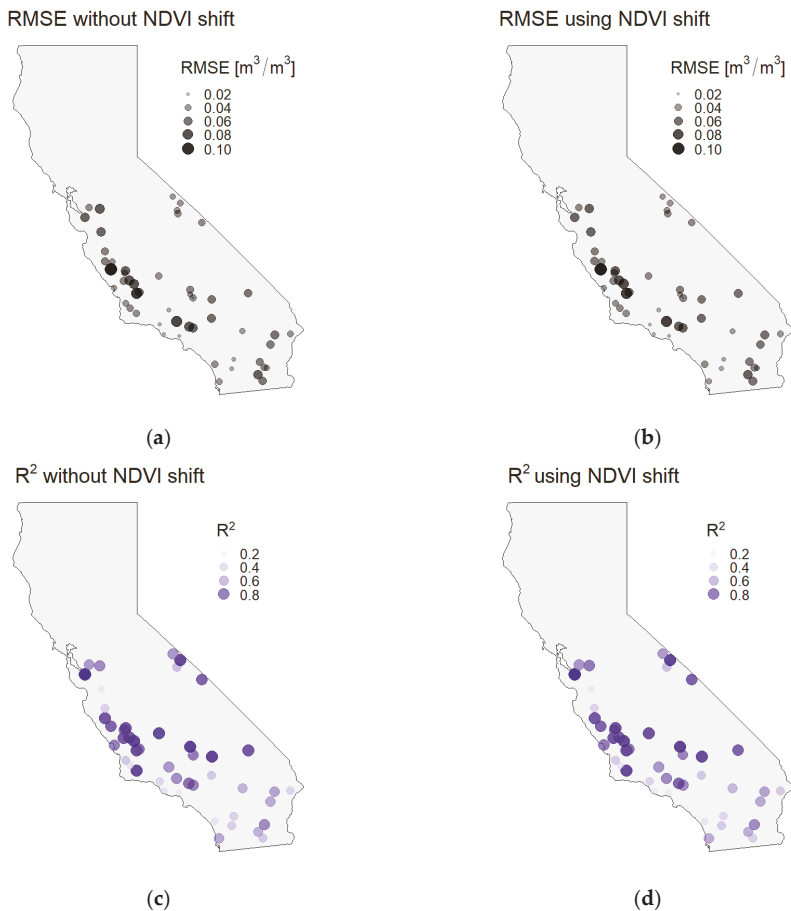 RMSE without NDVI shift
RMSE using NDVI shift
RMSE [m³/m³]
0.02
0.04
0.06
0.08
0.10
RMSE [m³/m³]
0.02
0.04
0.06
0.08
0.10
(a)
(b)
R² without NDVI shift
R² using NDVI shift
R²
0.2
0.4
0.6
0.8
R²
0.2
0.4
0.6
0.8
(c)
(d)